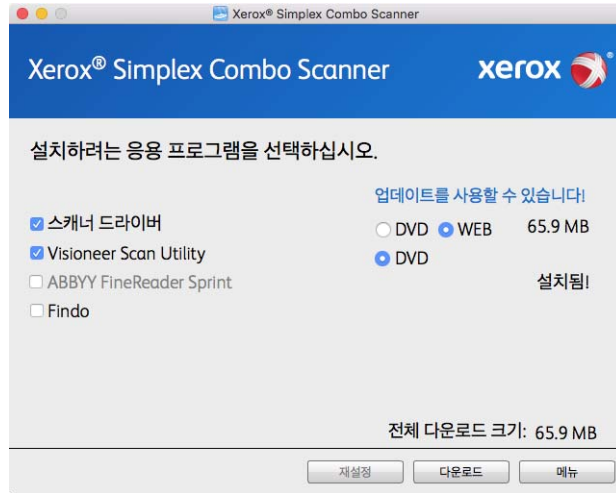 Xerox® Simplex Combo Scanner
Xerox® Simplex Combo Scanner
xerox
설치하려는 응용 프로그램을 선택하십시오.
업데이트를 사용할 수 있습니다!
스캐너 드라이버 DVD WEB 65.9 MB
Visioneer Scan Utility DVD
ABBYY FineReader Sprint 설치됨!
Findo
전체 다운로드 크기: 65.9 MB
재설정 다운로드 메뉴